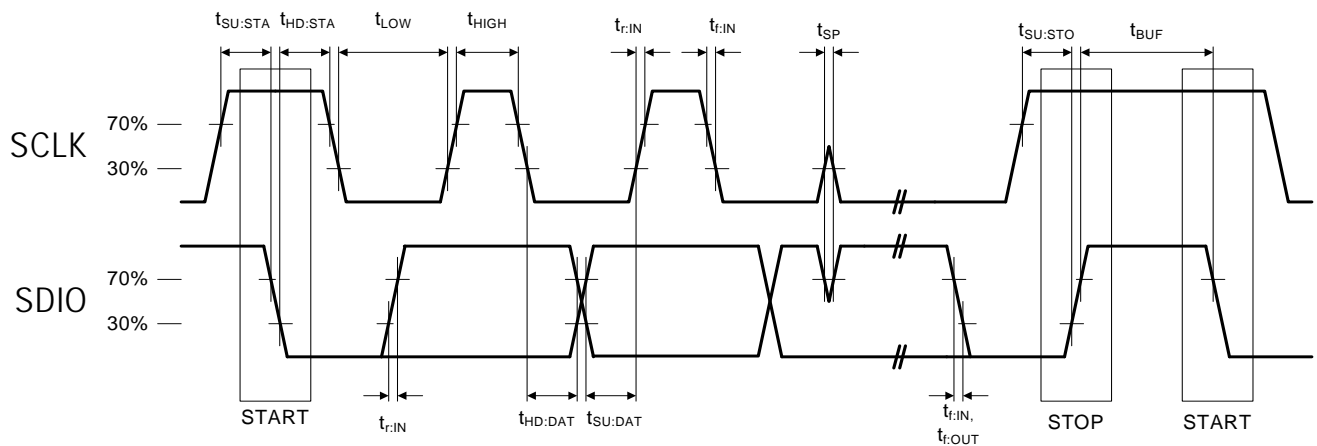 tSU:STA tHD:STA tLOW tHIGH tr:IN tf:IN tSP tSU:STO tBUF
SCLK
70%
30%
SDIO
70%
30%
START
tr:IN
tHD:DAT
tSU:DAT
tf:IN,
tf:OUT
STOP
START